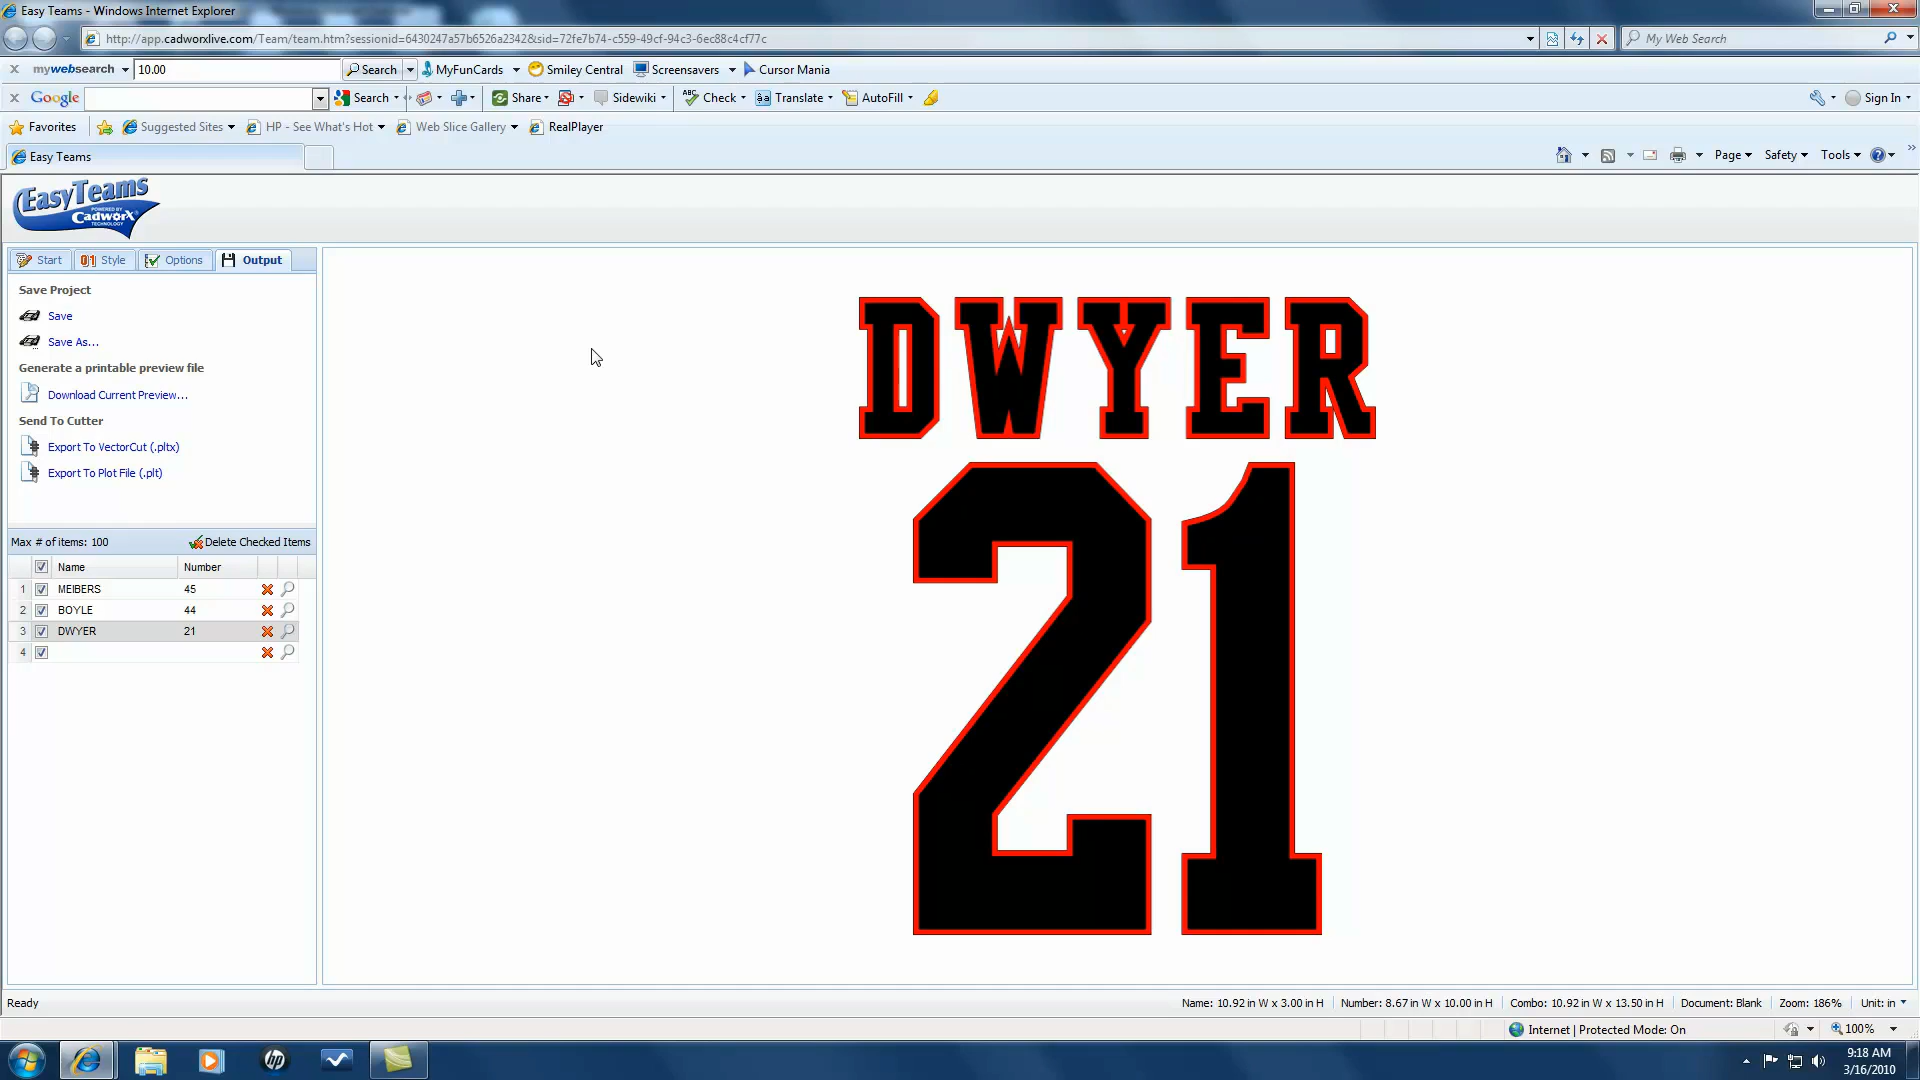 Easy Teams - Windows Internet Explorer
http://app.cadworxlive.com/Team/team.htm?sessionid=6430247a57b6526a2342&sid=72fe7b74-c559-49cf-94c3-6ec88c4cf77c
My Web Search
X mywebsearch 10.00 Search MyFunCards Smiley Central Screensavers Cursor Mania
X Google Search Share Sidewiki ABC Check aa Translate AutoFill Sign In
Favorites Suggested Sites HP - See What's Hot Web Slice Gallery RealPlayer
Easy Teams Page Safety Tools
EasyTeams
POWERED BY
Cadworx
TECHNOLOGY
Start 01 Style Options Output
Save Project
Save
Save As...
Generate a printable preview file
Download Current Preview...
Send To Cutter
Export To VectorCut (.pltx)
Export To Plot File (.plt)
Max # of items: 100 Delete Checked Items
Name Number
1 MEIBERS 45
2 BOYLE 44
3 DWYER 21
4
DWYER
21
Ready Name: 10.92 in W x 3.00 in H Number: 8.67 in W x 10.00 in H Combo: 10.92 in W x 13.50 in H Document: Blank Zoom: 186% Unit: in
Internet | Protected Mode: On 100%
hp
9:18 AM
3/16/2010